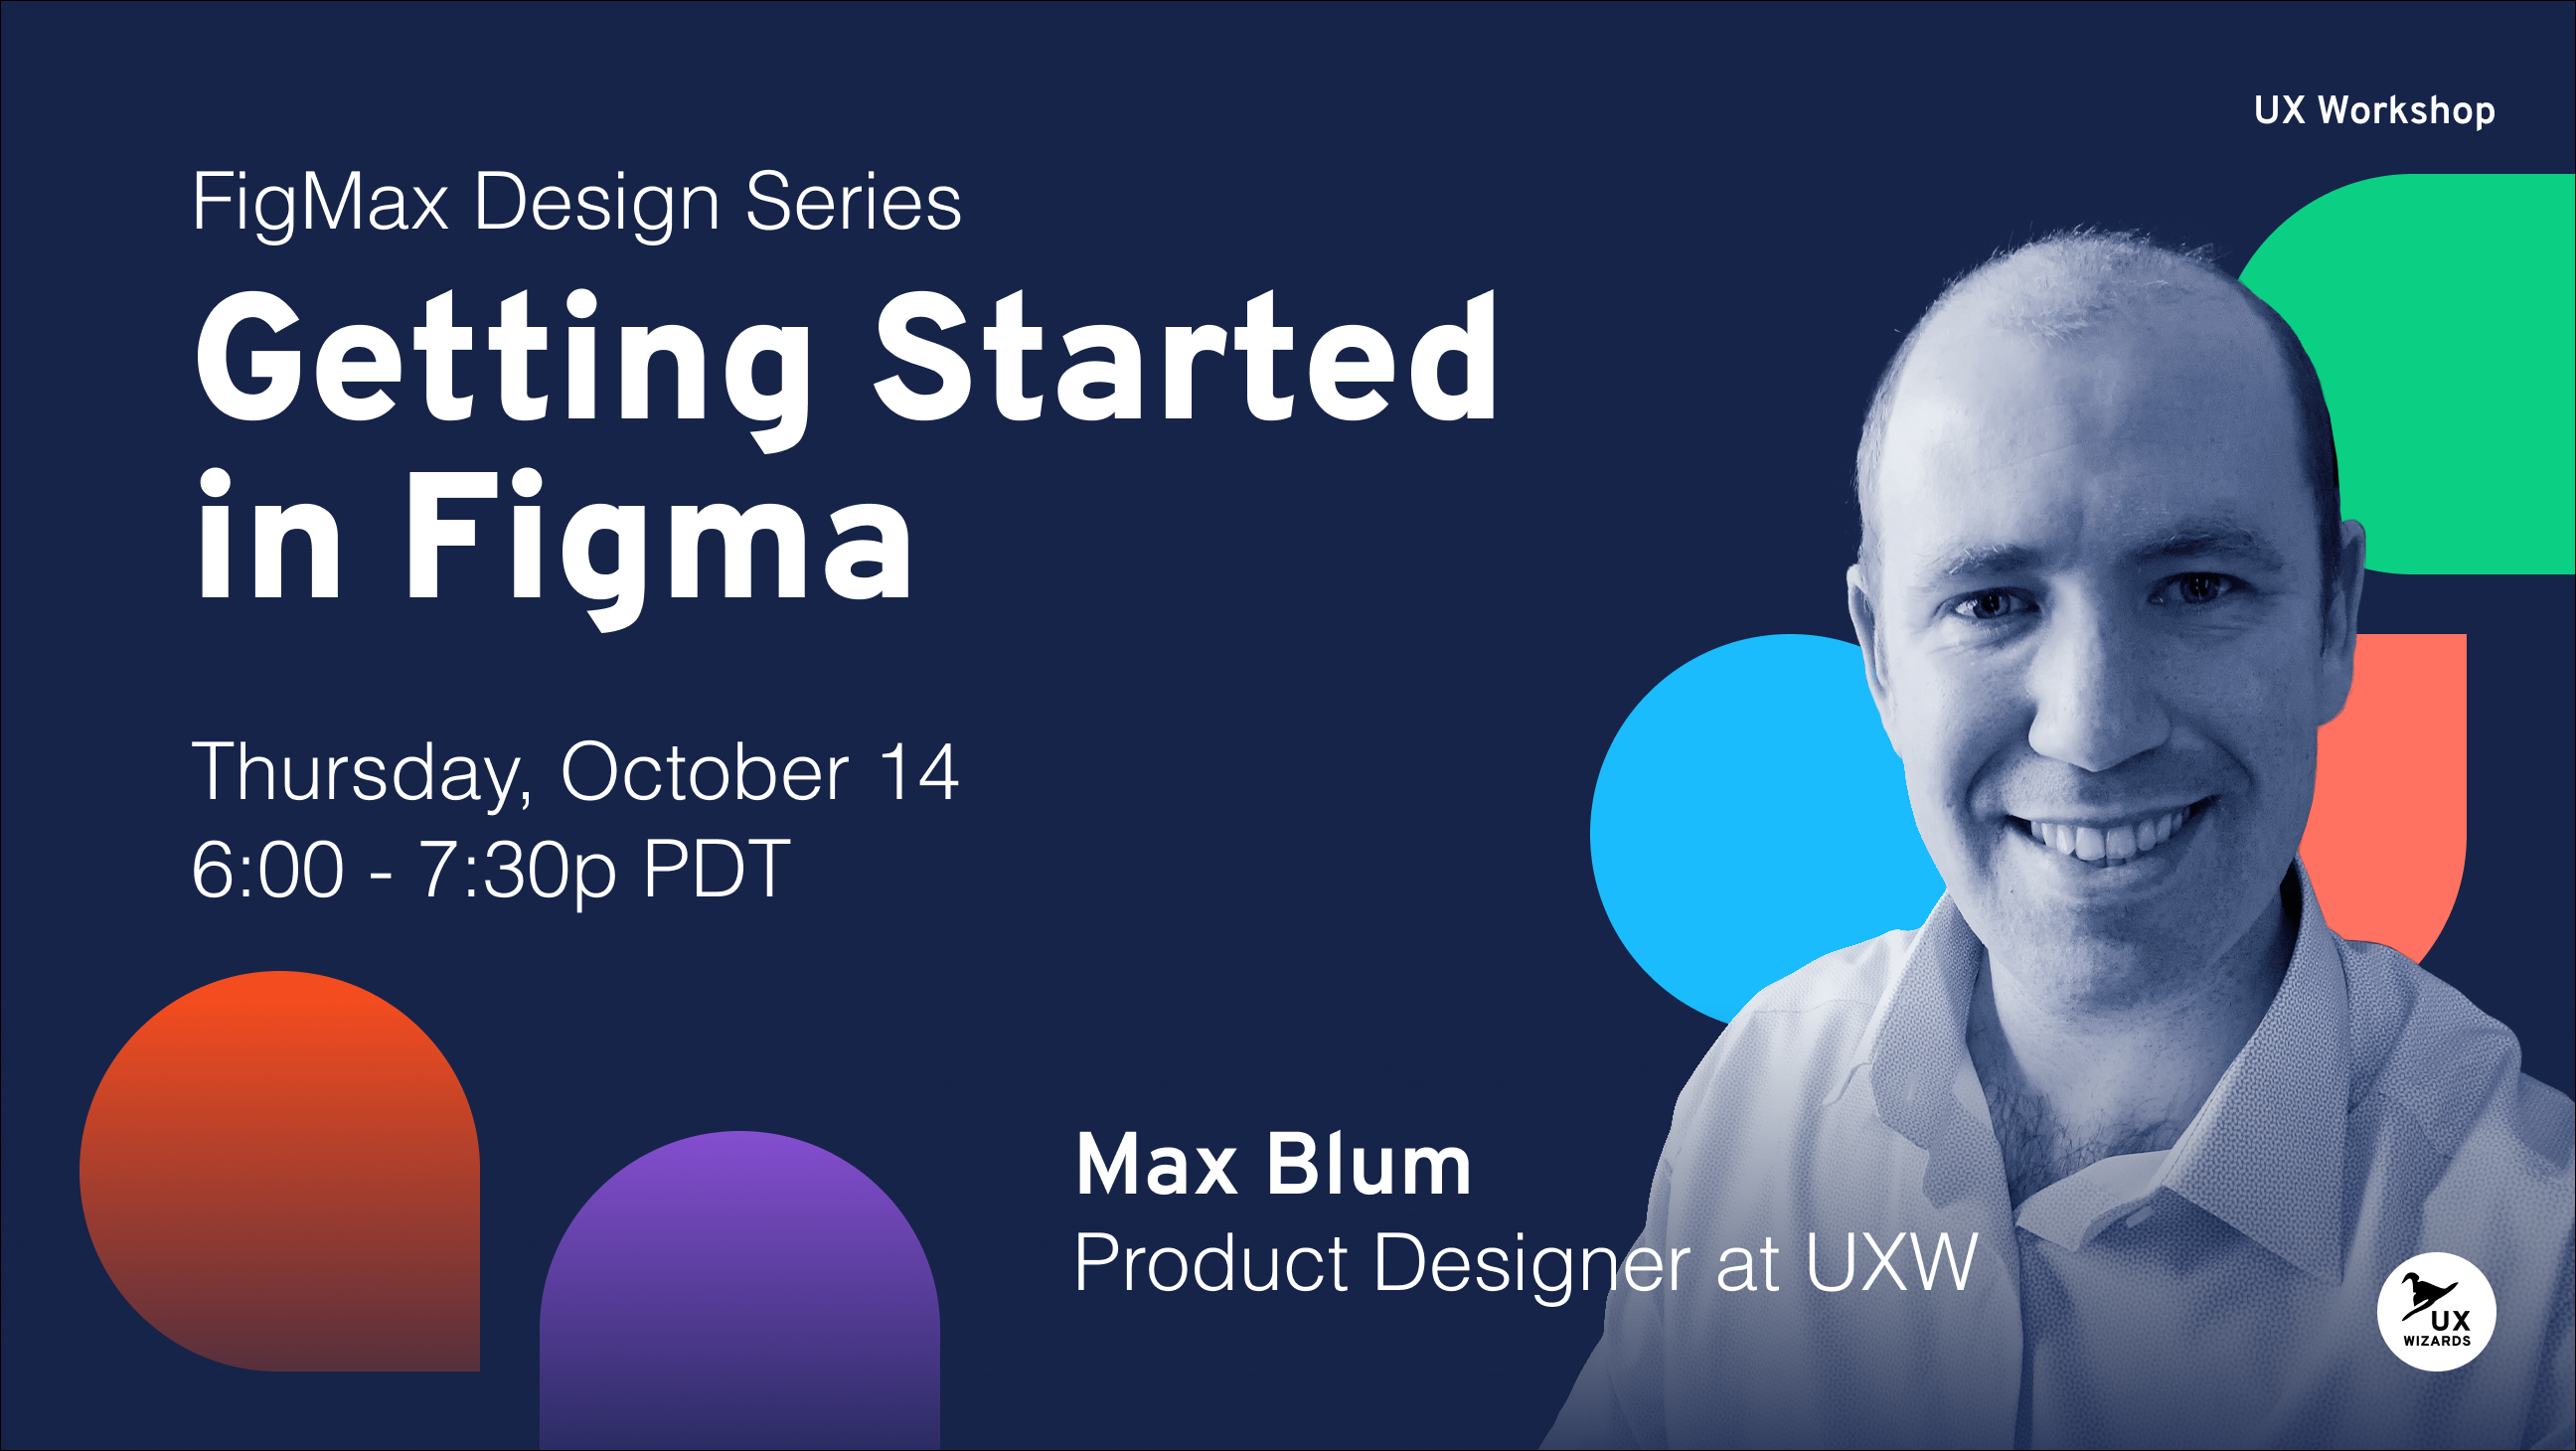 UX Workshop
FigMax Design Series
Getting Started
in Figma
Thursday, October 14
6:00 - 7:30p PDT
Max Blum
Product Designer at UXW
UX
WIZARDS